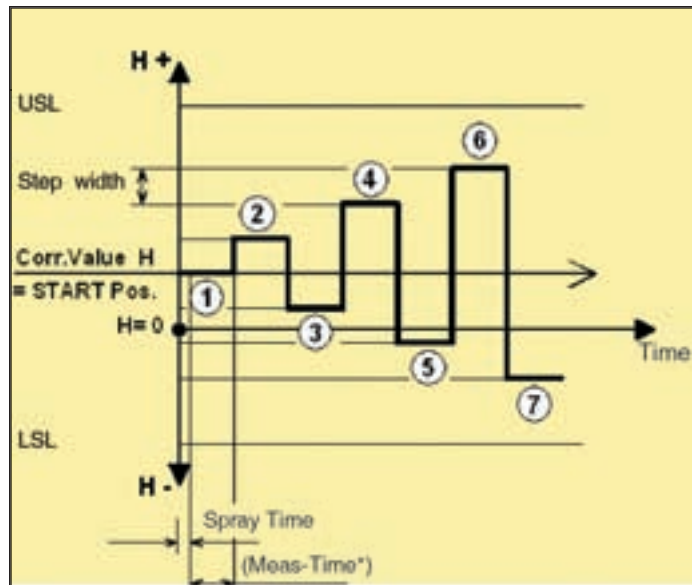 H +
USL
6
Step width
4
2
Corr.Value H
= START Pos.
1
H= 0
3
Time
5
7
LSL
H -
Spray Time
(Meas-Time*)